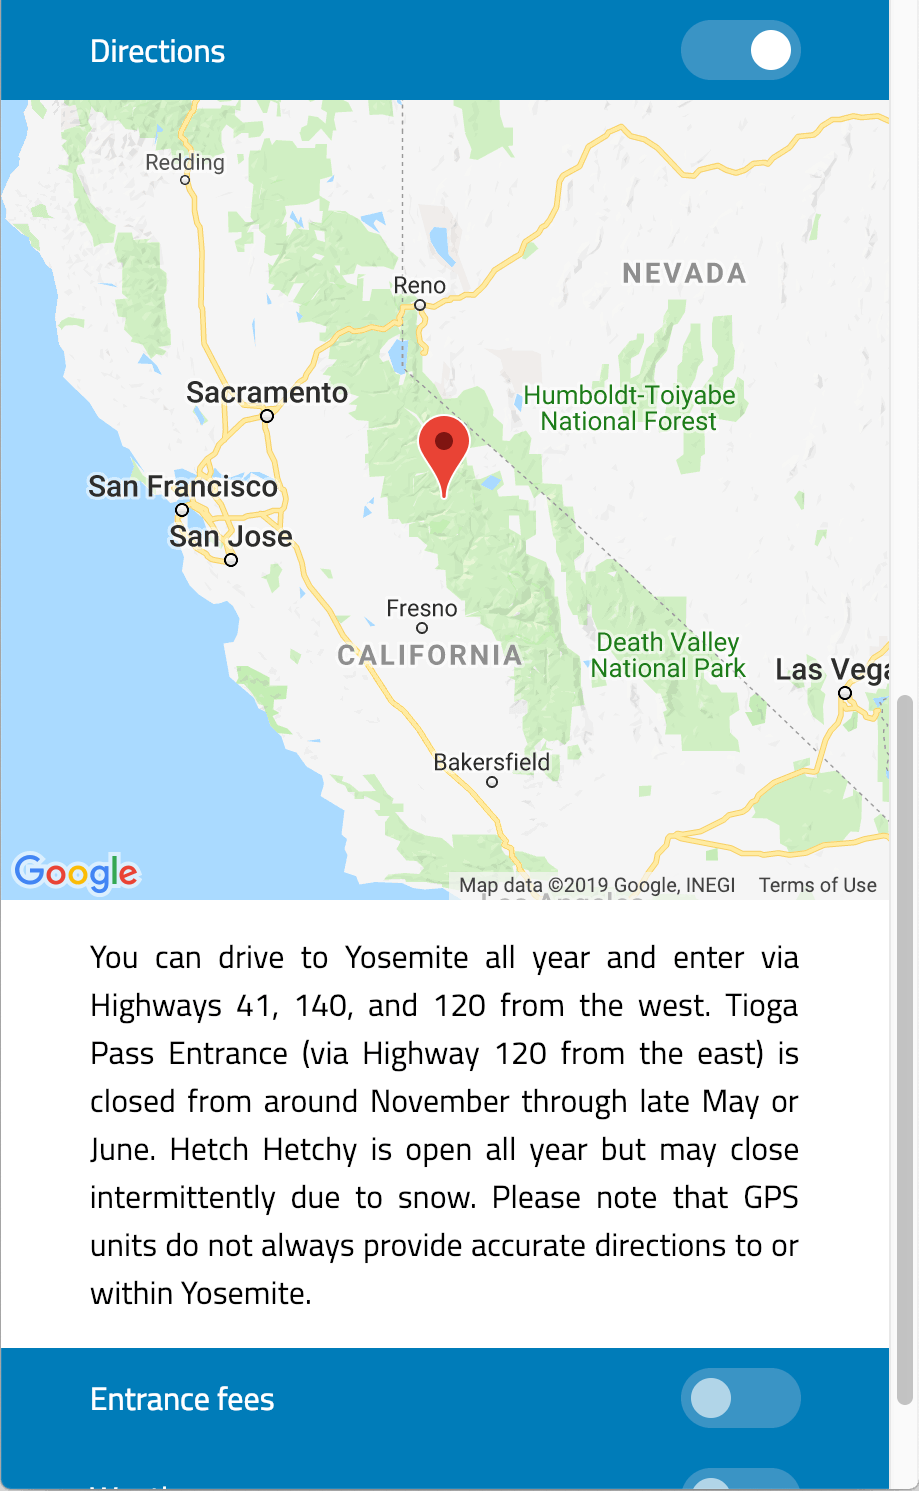 Directions
Redding
NEVADA
Reno
Sacramento
Humboldt-Toiyabe
National Forest
San Francisco
San Jose
Fresno
CALIFORNIA
Death Valley
National Park
Las Vega
Bakersfield
Google
Map data ©2019 Google, INEGI Terms of Use
You can drive to Yosemite all year and enter via
Highways 41, 140, and 120 from the west. Tioga
Pass Entrance (via Highway 120 from the east) is
closed from around November through late May or
June. Hetch Hetchy is open all year but may close
intermittently due to snow. Please note that GPS
units do not always provide accurate directions to or
within Yosemite.
Entrance fees